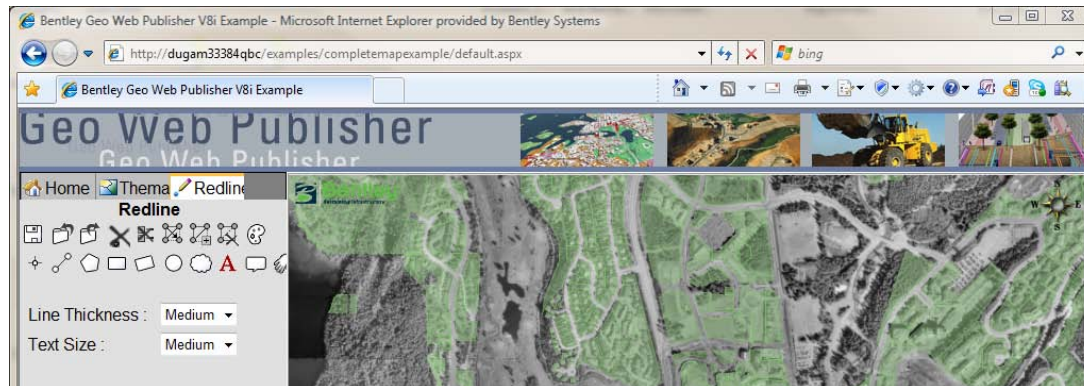 Bentley Geo Web Publisher V8i Example - Microsoft Internet Explorer provided by Bentley Systems
http://dugam33384qbc/examples/completemapexample/default.aspx
bing
Bentley Geo Web Publisher V8i Example
Geo Web Publisher
Geo Web Publisher
Home Thema Redline
Redline
A
Line Thickness : Medium
Text Size : Medium
Bentley
W E
S